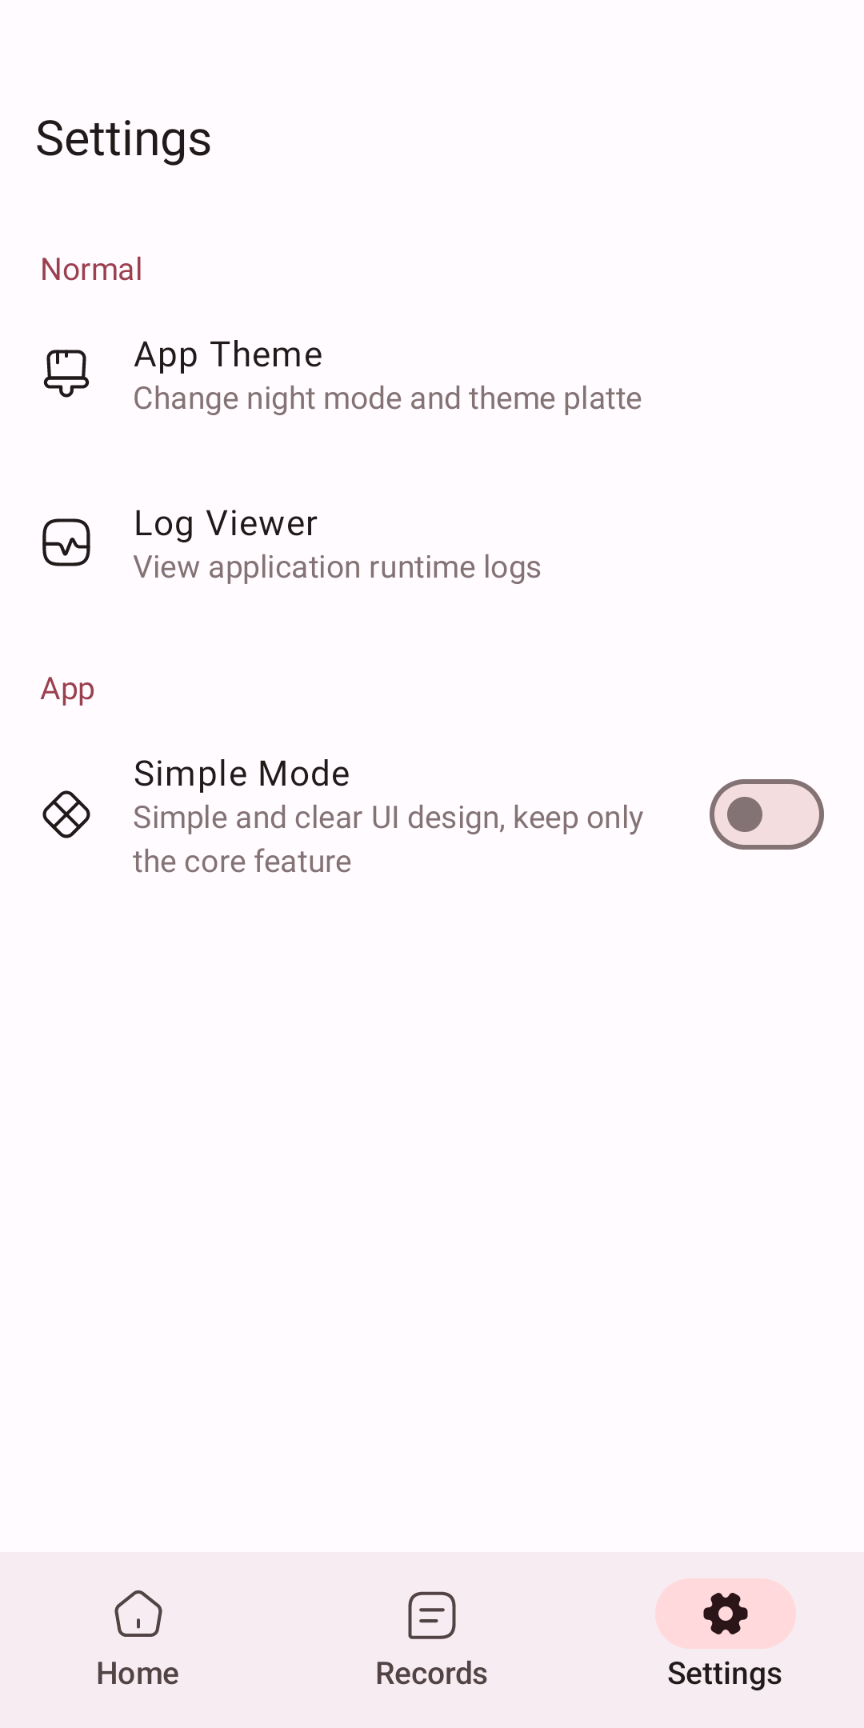 Settings
Normal
App Theme
Change night mode and theme platte
Log Viewer
View application runtime logs
App
Simple Mode
Simple and clear UI design, keep only
the core feature
Home
Records
Settings